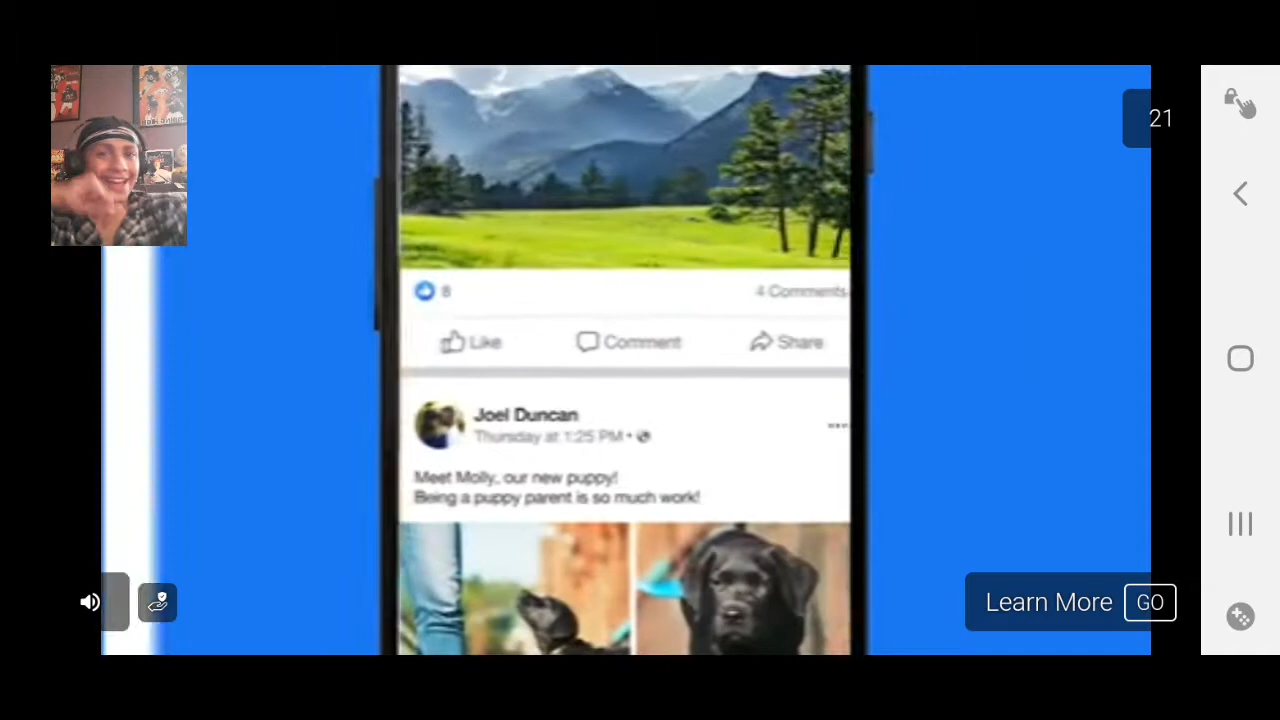 21
8
4 Comments
Like
Comment
Share
Joel Duncan
Thursday at 1:25 PM
Meet Molly, our new puppy!
Being a puppy parent is so much work!
Learn More GO